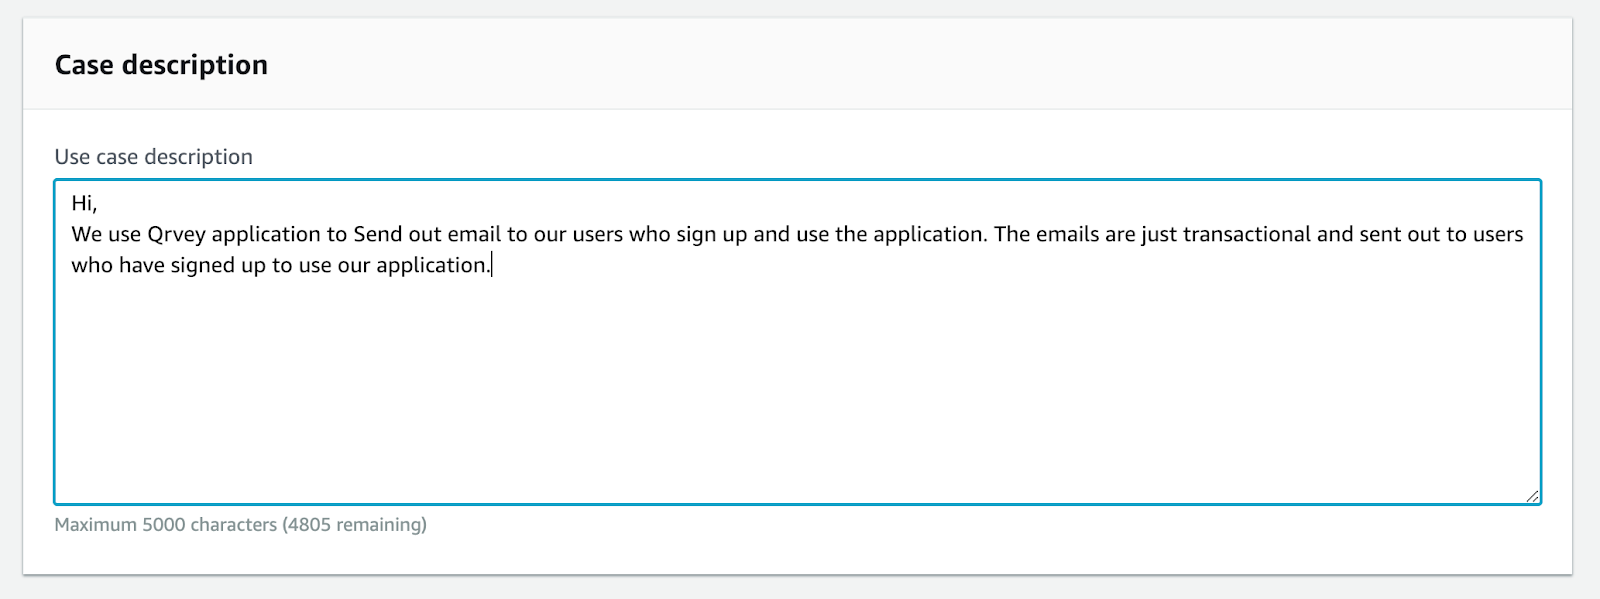 Case description
Use case description
Hi,
We use Qrvey application to Send out email to our users who sign up and use the application. The emails are just transactional and sent out to users
who have signed up to use our application.
Maximum 5000 characters (4805 remaining)